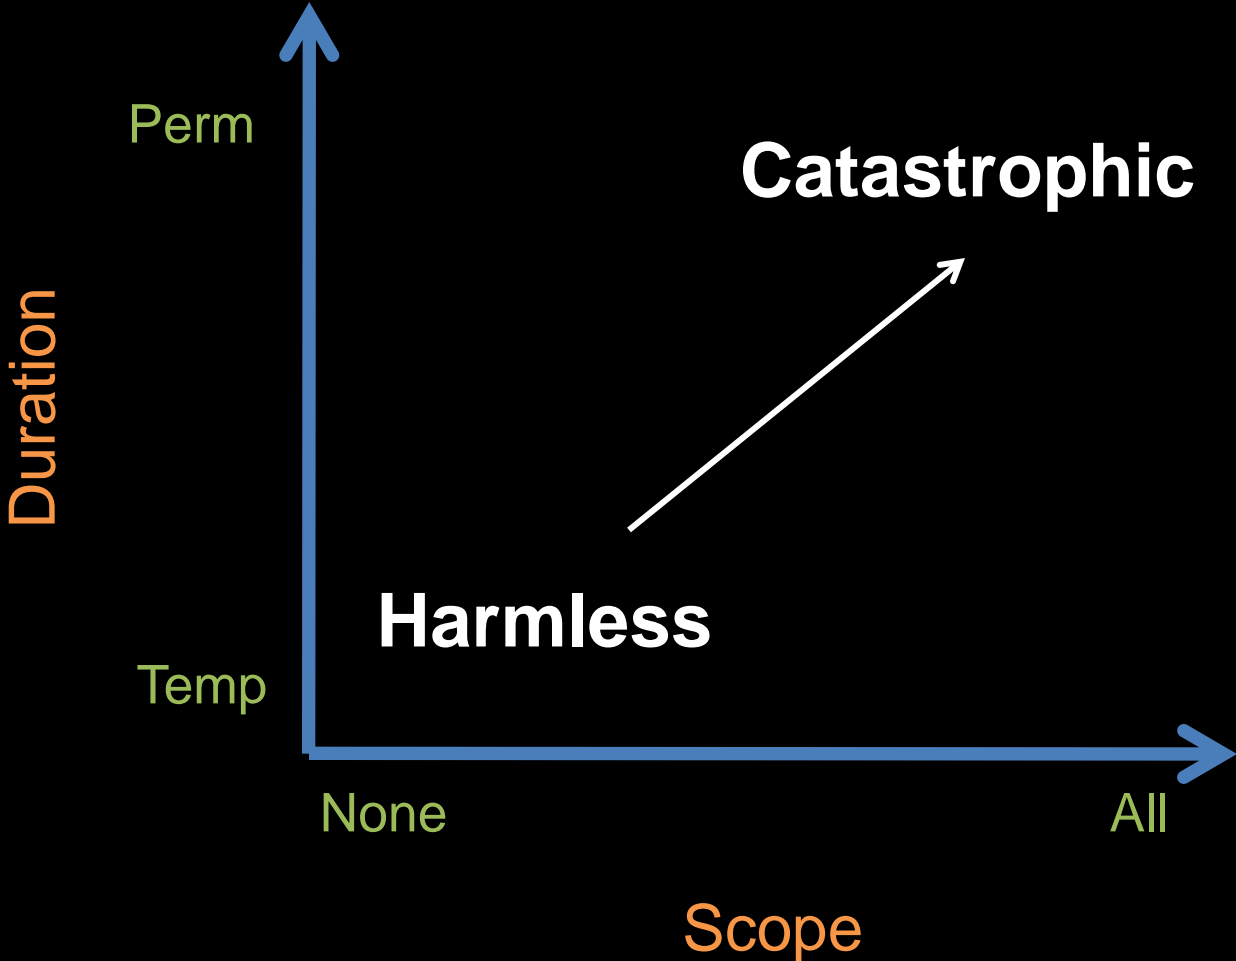 Perm
Catastrophic
Duration
Harmless
Temp
None
All
Scope